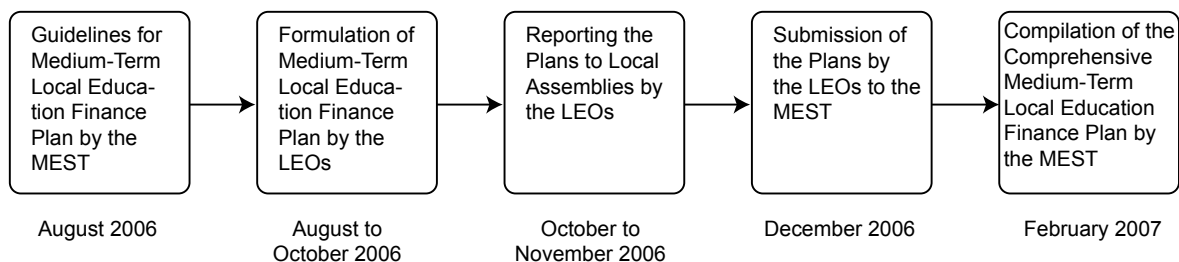 Guidelines for
Medium-Term
Local Educa-
tion Finance
Plan by the
MEST
Formulation of
Medium-Term
Local Educa-
tion Finance
Plan by the
LEOs
Reporting the
Plans to Local
Assemblies by
the LEOs
Submission of
the Plans by
the LEOs to the
MEST
Compilation of the
Comprehensive
Medium-Term
Local Education
Finance Plan by
the MEST
August 2006
August to
October 2006
October to
November 2006
December 2006
February 2007